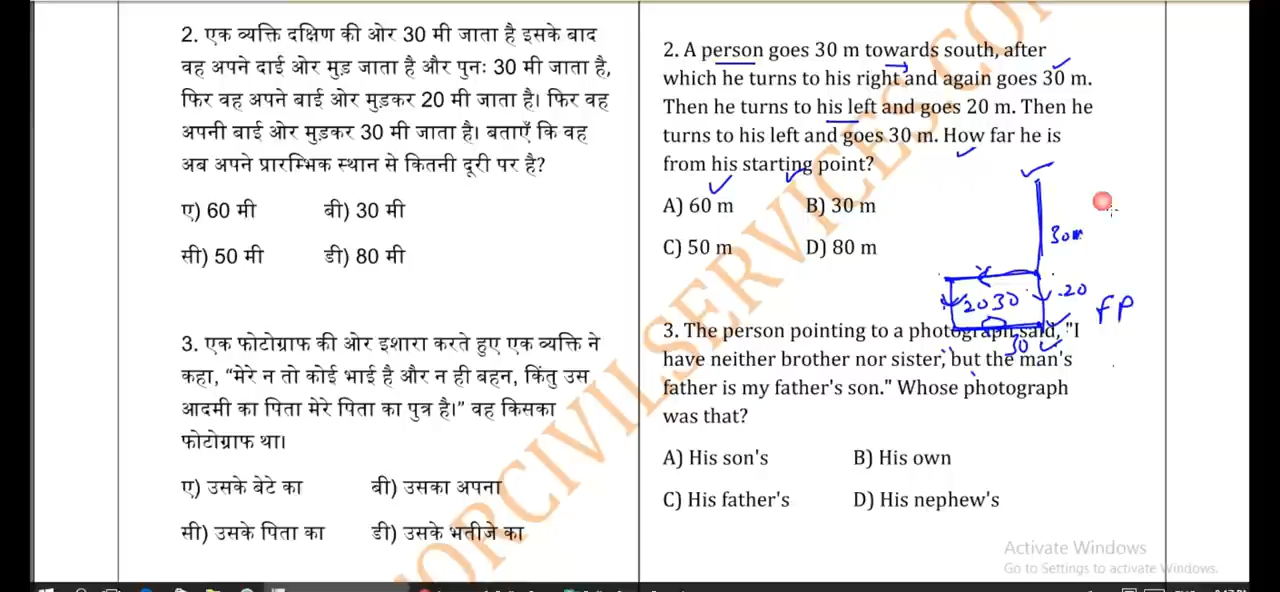 2. एक व्यक्ति दक्षिण की ओर 30 मी जाता है इसके बाद
वह अपने दाई ओर मुड़ जाता है और पुनः 30 मी जाता है,
फिर वह अपने बाई ओर मुड़कर 20 मी जाता है। फिर वह
अपनी बाई ओर मुड़कर 30 मी जाता है। बताएँ कि वह
अब अपने प्रारम्भिक स्थान से कितनी दूरी पर है?
ए) 60 मी बी) 30 मी
सी) 50 मी डी) 80 मी
3. एक फोटोग्राफ की ओर इशारा करते हुए एक व्यक्ति ने
कहा, “मेरे न तो कोई भाई है और न ही बहन, किंतु उस
आदमी का पिता मेरे पिता का पुत्र है।” वह किसका
फोटोग्राफ था।
ए) उसके बेटे का बी) उसका अपना
सी) उसके पिता का डी) उसके भतीजे का
2. A person goes 30 m towards south, after
which he turns to his right and again goes 30 m.
Then he turns to his left and goes 20 m. Then he
turns to his left and goes 30 m. How far he is
from his starting point?
A) 60 m B) 30 m
C) 50 m D) 80 m
30m
20 30 20
FP
30
3. The person pointing to a photograph said, "I
have neither brother nor sister, but the man's
father is my father's son." Whose photograph
was that?
A) His son's B) His own
C) His father's D) His nephew's
ORCIVILSERVICES.COM
Activate Windows
Go to Settings to activate Windows.